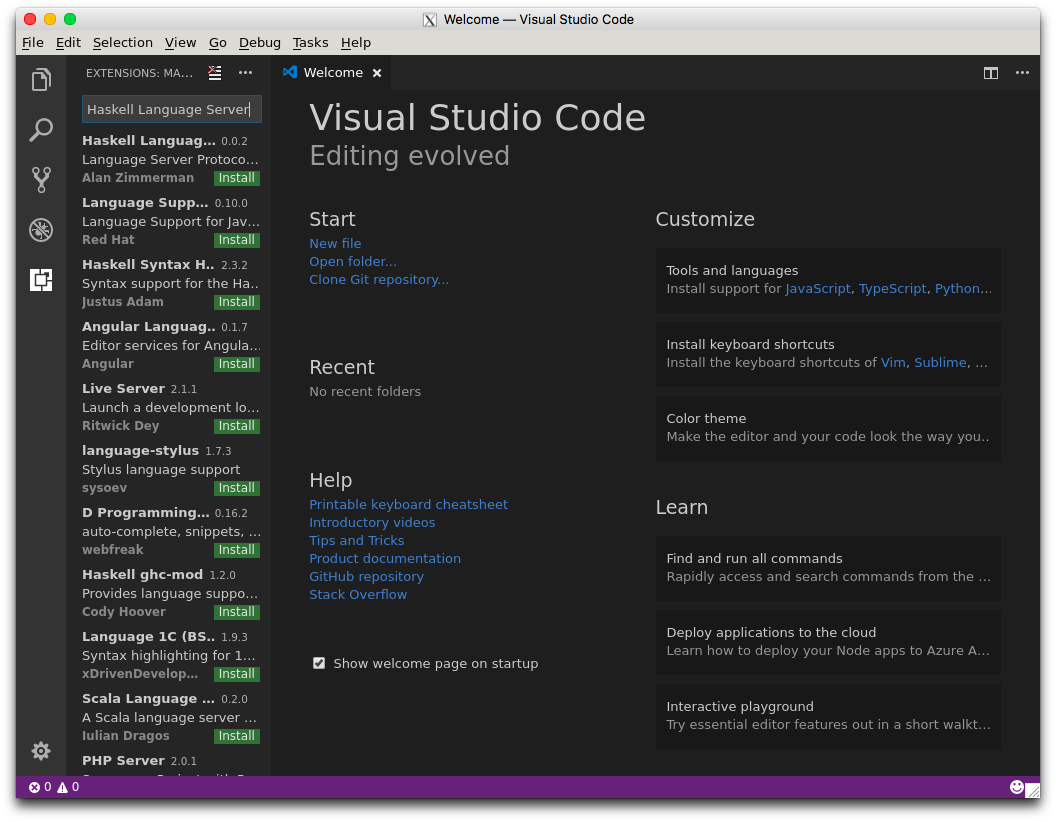 Welcome — Visual Studio Code
File Edit Selection View Go Debug Tasks Help
EXTENSIONS: MA...
Welcome
Haskell Language Server
Haskell Languag... 0.0.2
Language Server Protoco...
Alan Zimmerman Install
Language Supp... 0.10.0
Language Support for Jav...
Red Hat Install
Haskell Syntax H.. 2.3.2
Syntax support for the Ha..
Justus Adam Install
Angular Languag.. 0.1.7
Editor services for Angula...
Angular Install
Live Server 2.1.1
Launch a development lo...
Ritwick Dey Install
language-stylus 1.7.3
Stylus language support
sysoev Install
D Programming... 0.16.2
auto-complete, snippets, ...
webfreak Install
Haskell ghc-mod 1.2.0
Provides language suppo...
Cody Hoover Install
Language 1C (BS.. 1.9.3
Syntax highlighting for 1...
xDrivenDevelop... Install
Scala Language ... 0.2.0
A Scala language server ...
Iulian Dragos Install
PHP Server 2.0.1
Visual Studio Code
Editing evolved
Start
New file
Open folder...
Clone Git repository...
Recent
No recent folders
Help
Printable keyboard cheatsheet
Introductory videos
Tips and Tricks
Product documentation
GitHub repository
Stack Overflow
Show welcome page on startup
Customize
Tools and languages
Install support for JavaScript, TypeScript, Python...
Install keyboard shortcuts
Install the keyboard shortcuts of Vim, Sublime, ...
Color theme
Make the editor and your code look the way you..
Learn
Find and run all commands
Rapidly access and search commands from the ...
Deploy applications to the cloud
Learn how to deploy your Node apps to Azure A...
Interactive playground
Try essential editor features out in a short walkt...
0 0